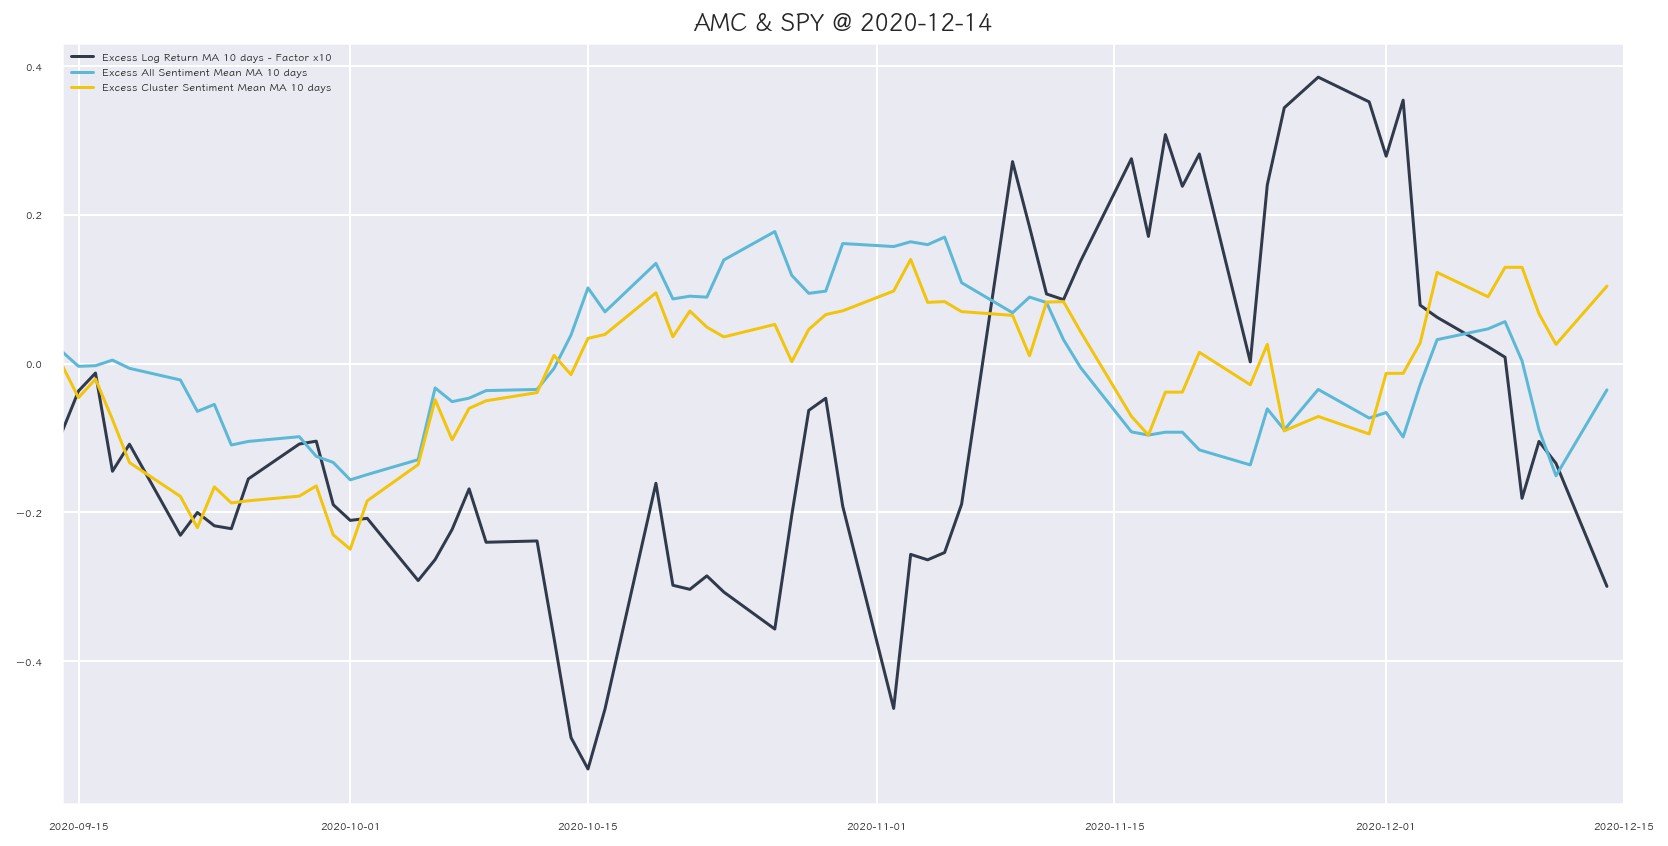 AMC & SPY @ 2020-12-14
Excess Log Return MA 10 days - Factor x10
Excess All Sentiment Mean MA 10 days
Excess Cluster Sentiment Mean MA 10 days
0.4
0.2
0.0
−0.2
−0.4
2020-09-15 2020-10-01 2020-10-15 2020-11-01 2020-11-15 2020-12-01 2020-12-15